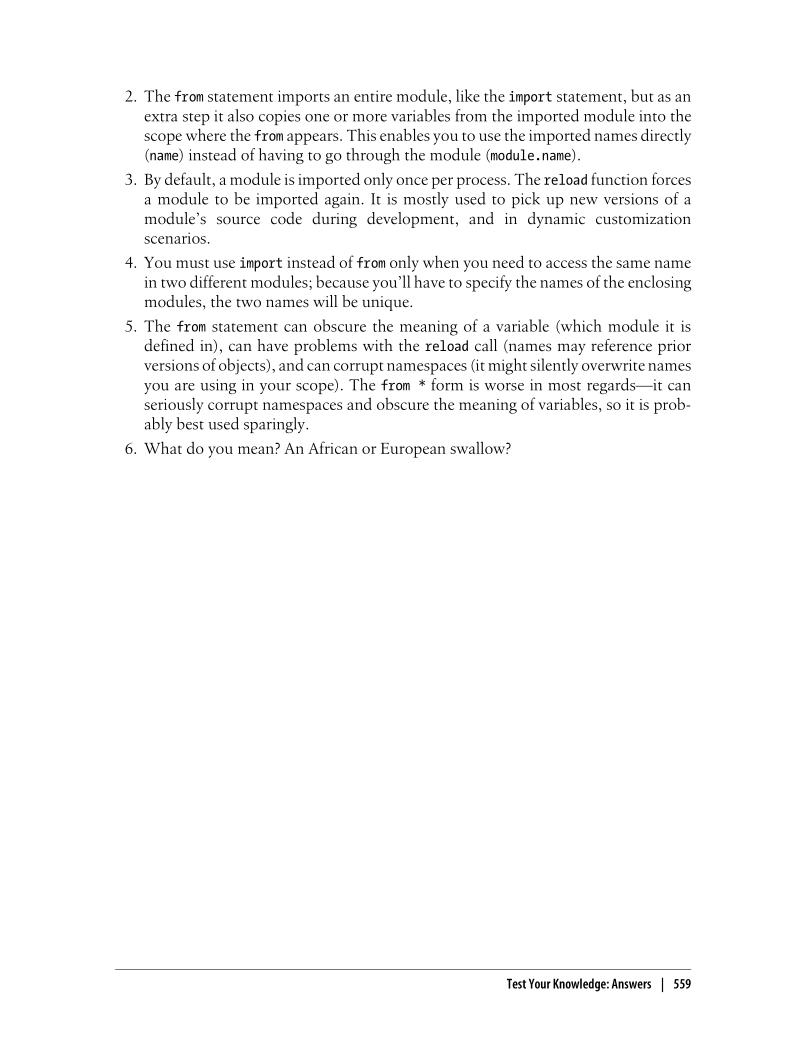 2. The from statement imports an entire module, like the import statement, but as an
extra step it also copies one or more variables from the imported module into the
scope where the from appears. This enables you to use the imported names directly
(name) instead of having to go through the module (module.name).
3. By default, a module is imported only once per process. The reload function forces
a module to be imported again. It is mostly used to pick up new versions of a
module’s source code during development, and in dynamic customization
scenarios.
4. You must use import instead of from only when you need to access the same name
in two different modules; because you’ll have to specify the names of the enclosing
modules, the two names will be unique.
5. The from statement can obscure the meaning of a variable (which module it is
defined in), can have problems with the reload call (names may reference prior
versions of objects), and can corrupt namespaces (it might silently overwrite names
you are using in your scope). The from * form is worse in most regards—it can
seriously corrupt namespaces and obscure the meaning of variables, so it is prob-
ably best used sparingly.
6. What do you mean? An African or European swallow?
Test Your Knowledge: Answers | 559